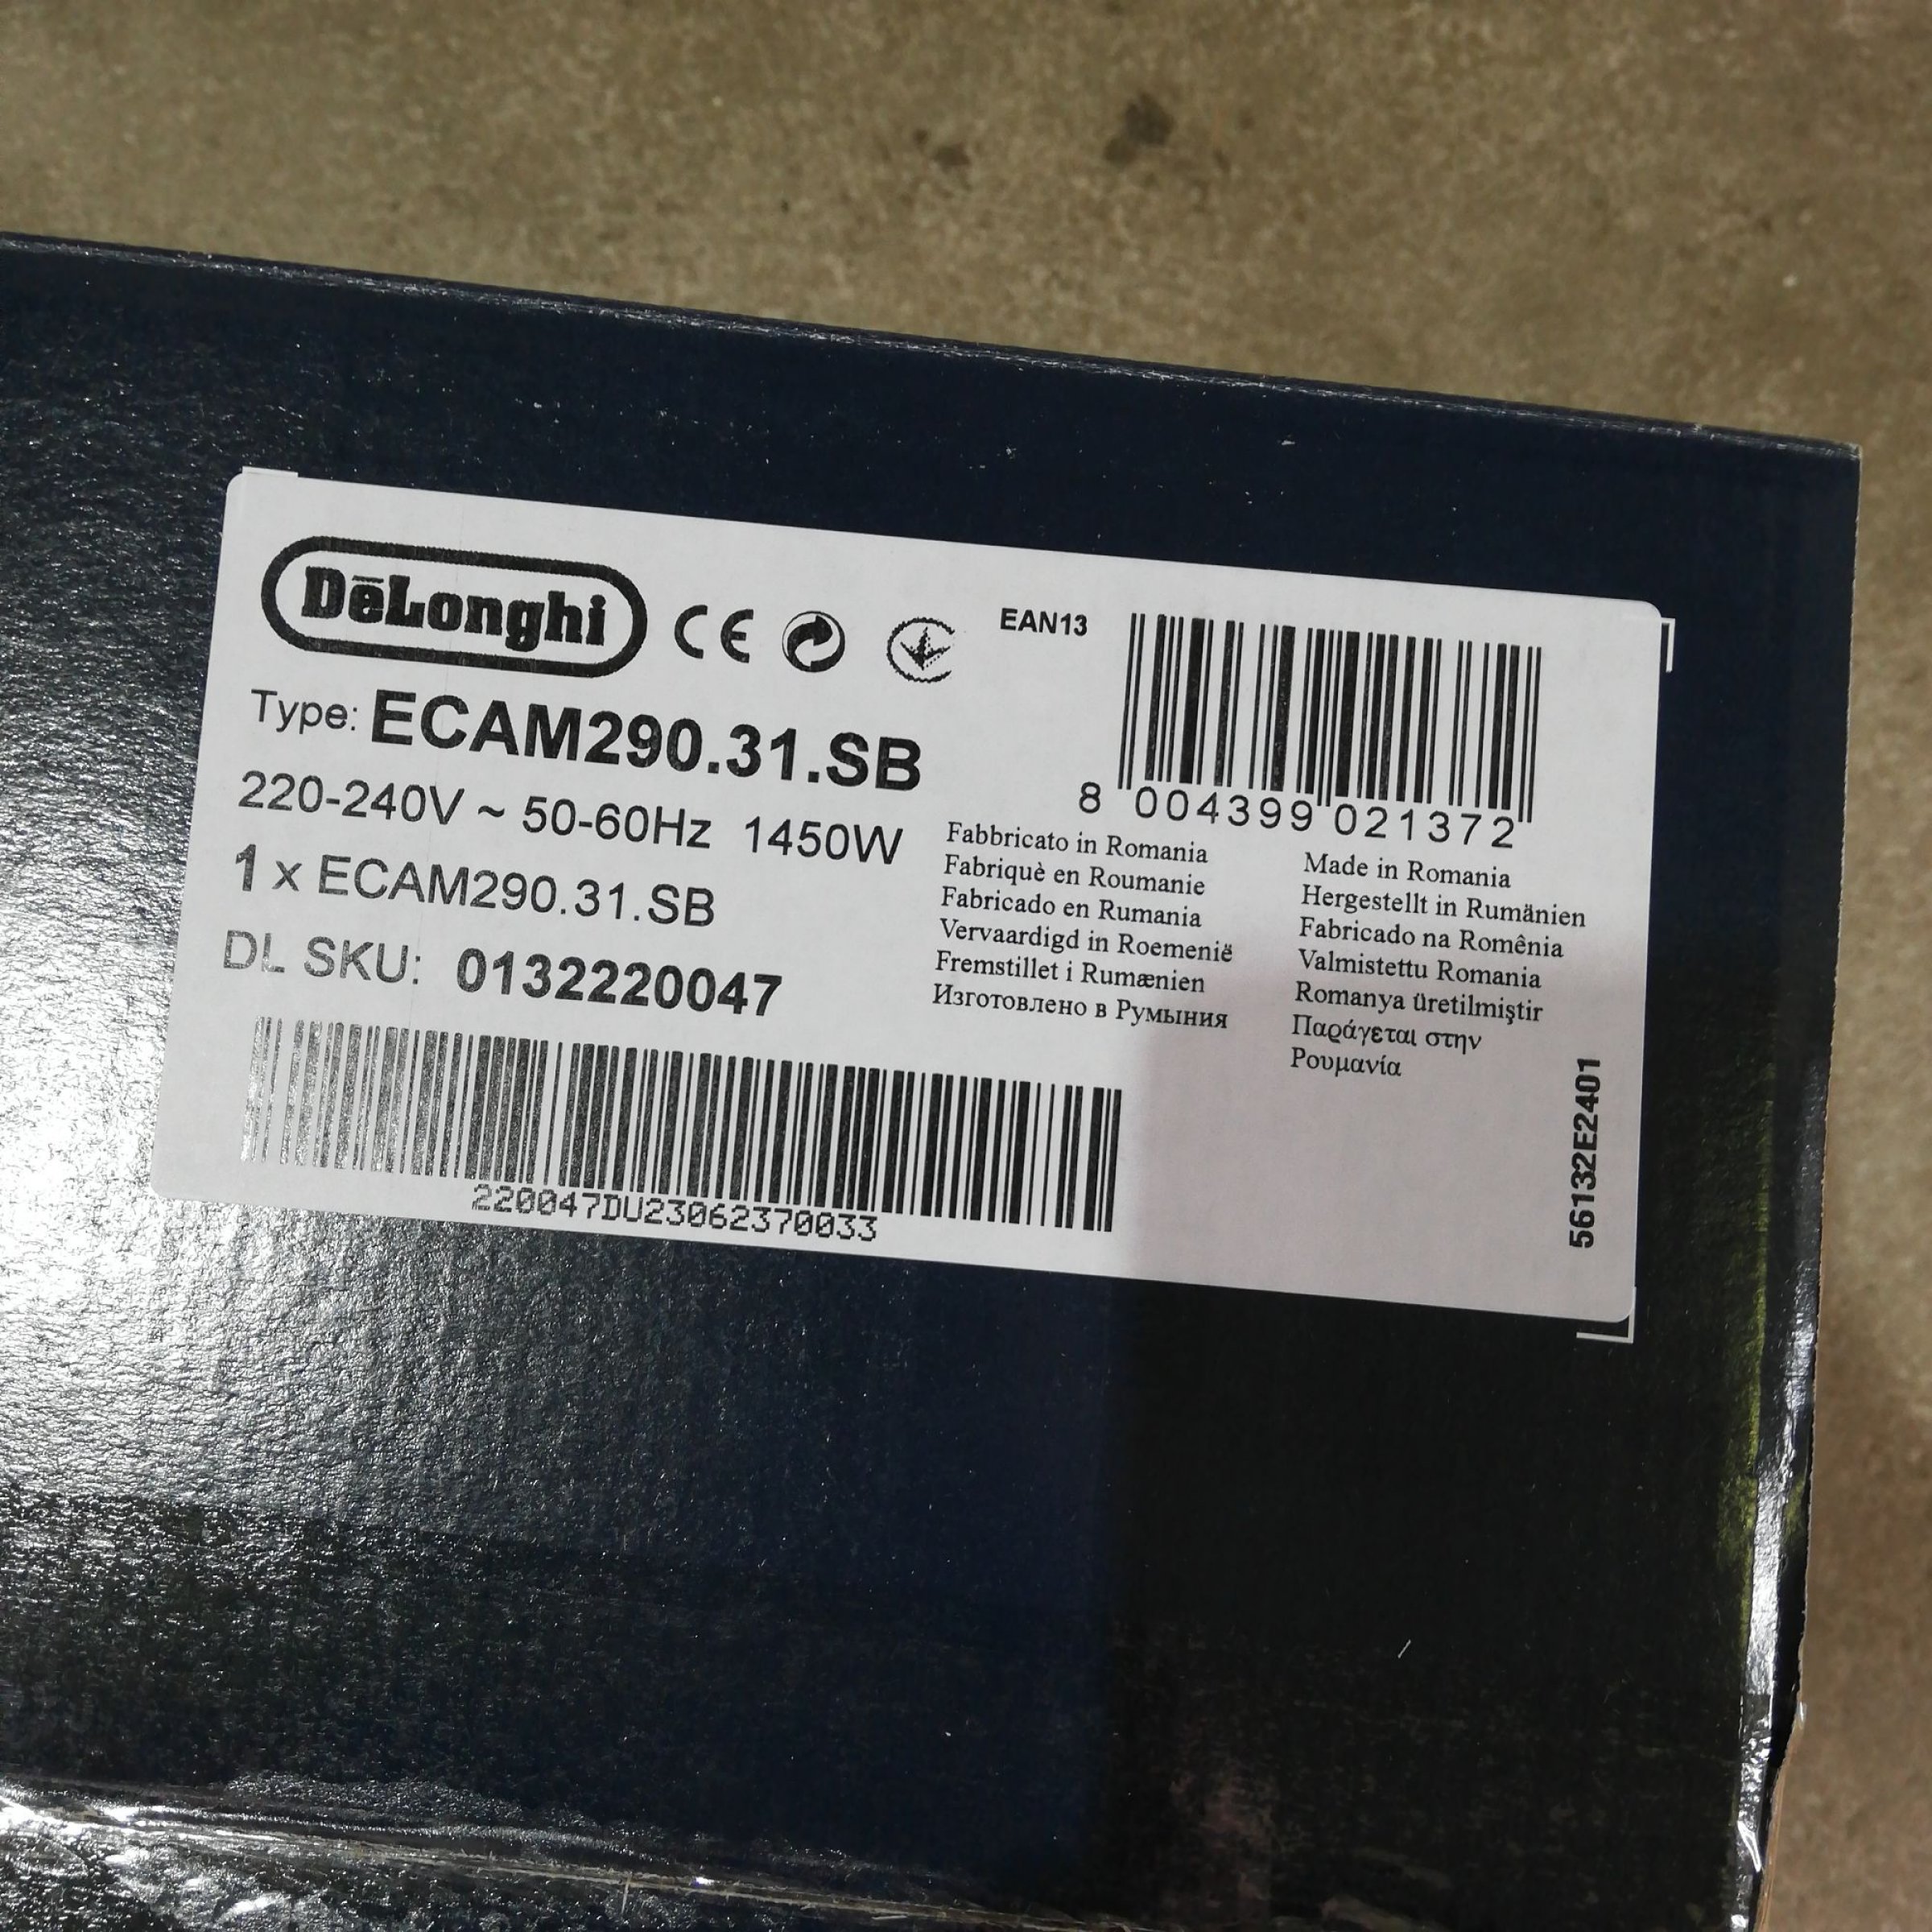 DēLonghi CE EAN13
Type: ECAM290.31.SB
220-240V ~ 50-60Hz 1450W
1 x ECAM290.31.SB
DL SKU: 0132220047
220047DU23062370033
8 004399 021372
Fabbricato in Romania
Fabriquè en Roumanie
Fabricado en Rumania
Vervaardigd in Roemenië
Fremstillet i Rumænien
Изготовлено в Румыния
Made in Romania
Hergestellt in Rumänien
Fabricado na Romênia
Valmistettu Romania
Romanya üretilmiştir
Παράγεται στην
Ρουμανία
56132E2401